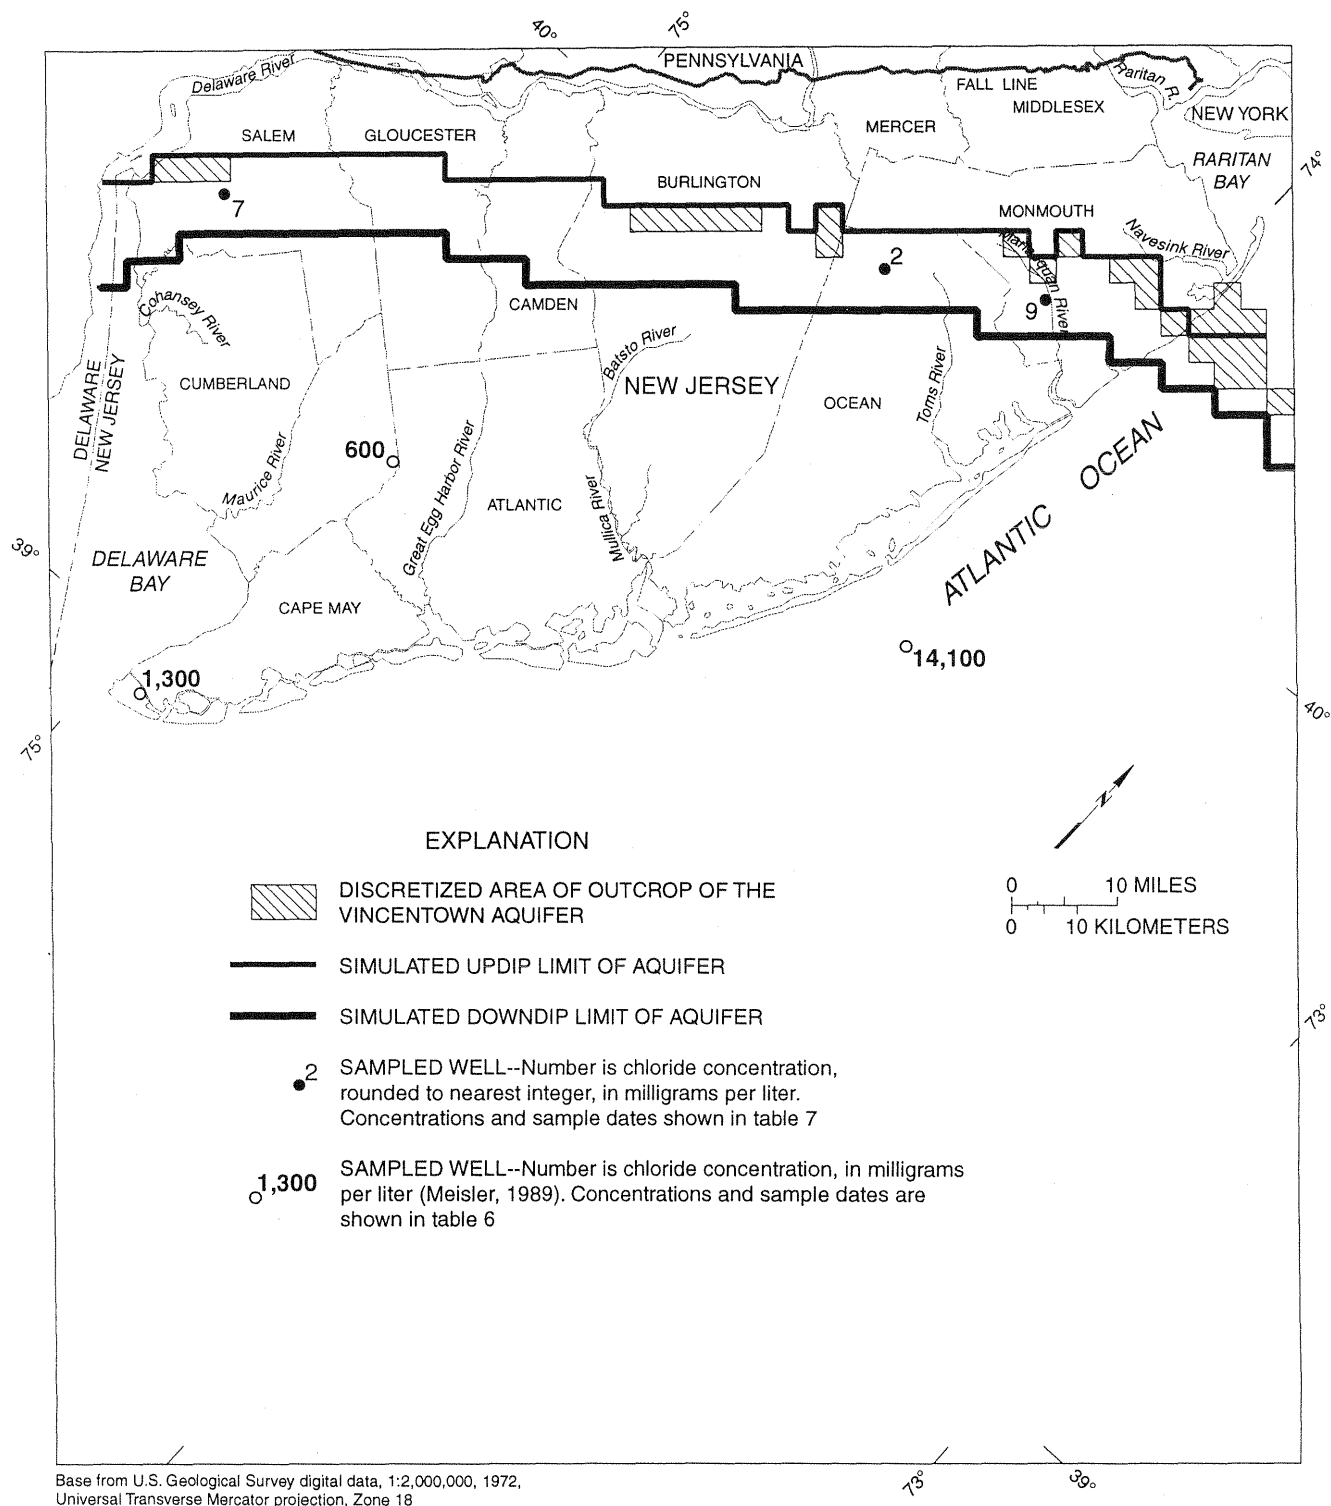 40°
75°
PENNSYLVANIA
Delaware River
FALL LINE
Raritan R.
MIDDLESEX
NEW YORK
SALEM
GLOUCESTER
MERCER
RARITAN
BAY
74°
BURLINGTON
7
MONMOUTH
Navesink River
Manasquan River
2
9
CAMDEN
Cohansey River
Batsto River
DELAWARE
NEW JERSEY
CUMBERLAND
NEW JERSEY
OCEAN
Toms River
600
Maurice River
Great Egg Harbor River
ATLANTIC
Mullica River
ATLANTIC OCEAN
39°
DELAWARE
BAY
CAPE MAY
14,100
1,300
40°
75°
N
EXPLANATION
DISCRETIZED AREA OF OUTCROP OF THE
VINCENTOWN AQUIFER
0 10 MILES
0 10 KILOMETERS
SIMULATED UPDIP LIMIT OF AQUIFER
SIMULATED DOWNDIP LIMIT OF AQUIFER
73°
2
SAMPLED WELL--Number is chloride concentration,
rounded to nearest integer, in milligrams per liter.
Concentrations and sample dates shown in table 7
1,300
SAMPLED WELL--Number is chloride concentration, in milligrams
per liter (Meisler, 1989). Concentrations and sample dates are
shown in table 6
73°
39°
Base from U.S. Geological Survey digital data, 1:2,000,000, 1972,
Universal Transverse Mercator projection, Zone 18